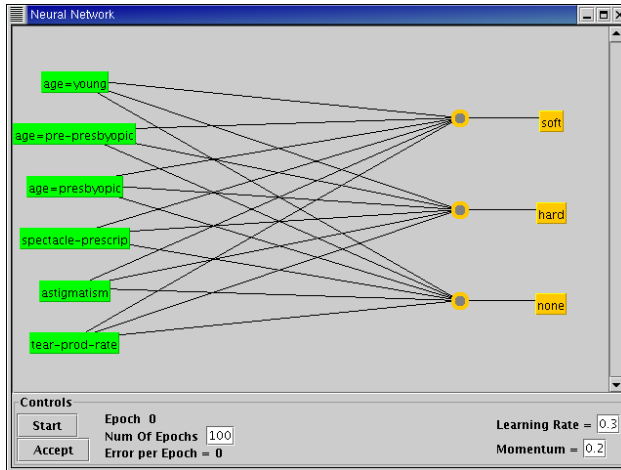 Neural Network
age=young
age=pre-presbyopic
age=presbyopic
spectacle-prescrip
astigmatism
tear-prod-rate
soft
hard
none
Controls
Start
Accept
Epoch 0
Num Of Epochs 100
Error per Epoch = 0
Learning Rate = 0.3
Momentum = 0.2